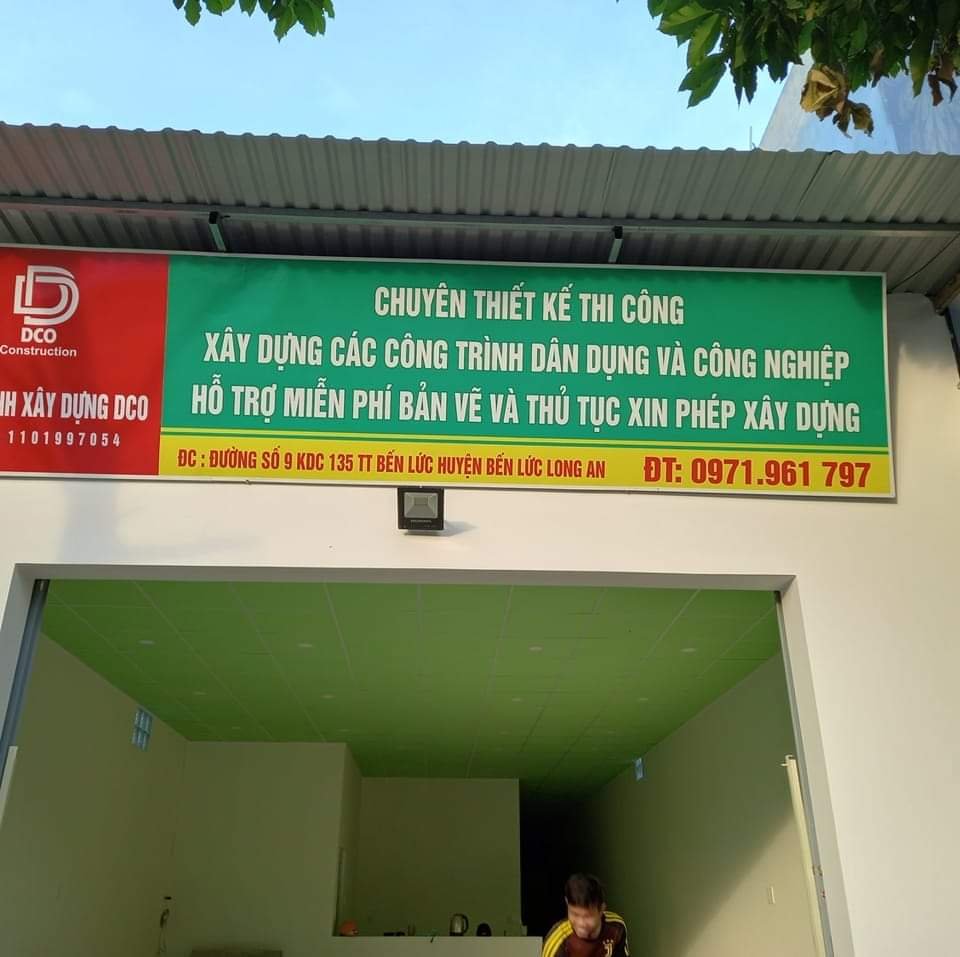 DCO
Construction
XÂY DỰNG DCO
1101997054
CHUYÊN THIẾT KẾ THI CÔNG
XÂY DỰNG CÁC CÔNG TRÌNH DÂN DỤNG VÀ CÔNG NGHIỆP
HỖ TRỢ MIỄN PHÍ BẢN VẼ VÀ THỦ TỤC XIN PHÉP XÂY DỰNG
ĐC : ĐƯỜNG SỐ 9 KDC 135 TT BẾN LỨC HUYỆN BẾN LỨC LONG AN
ĐT: 0971.961 797